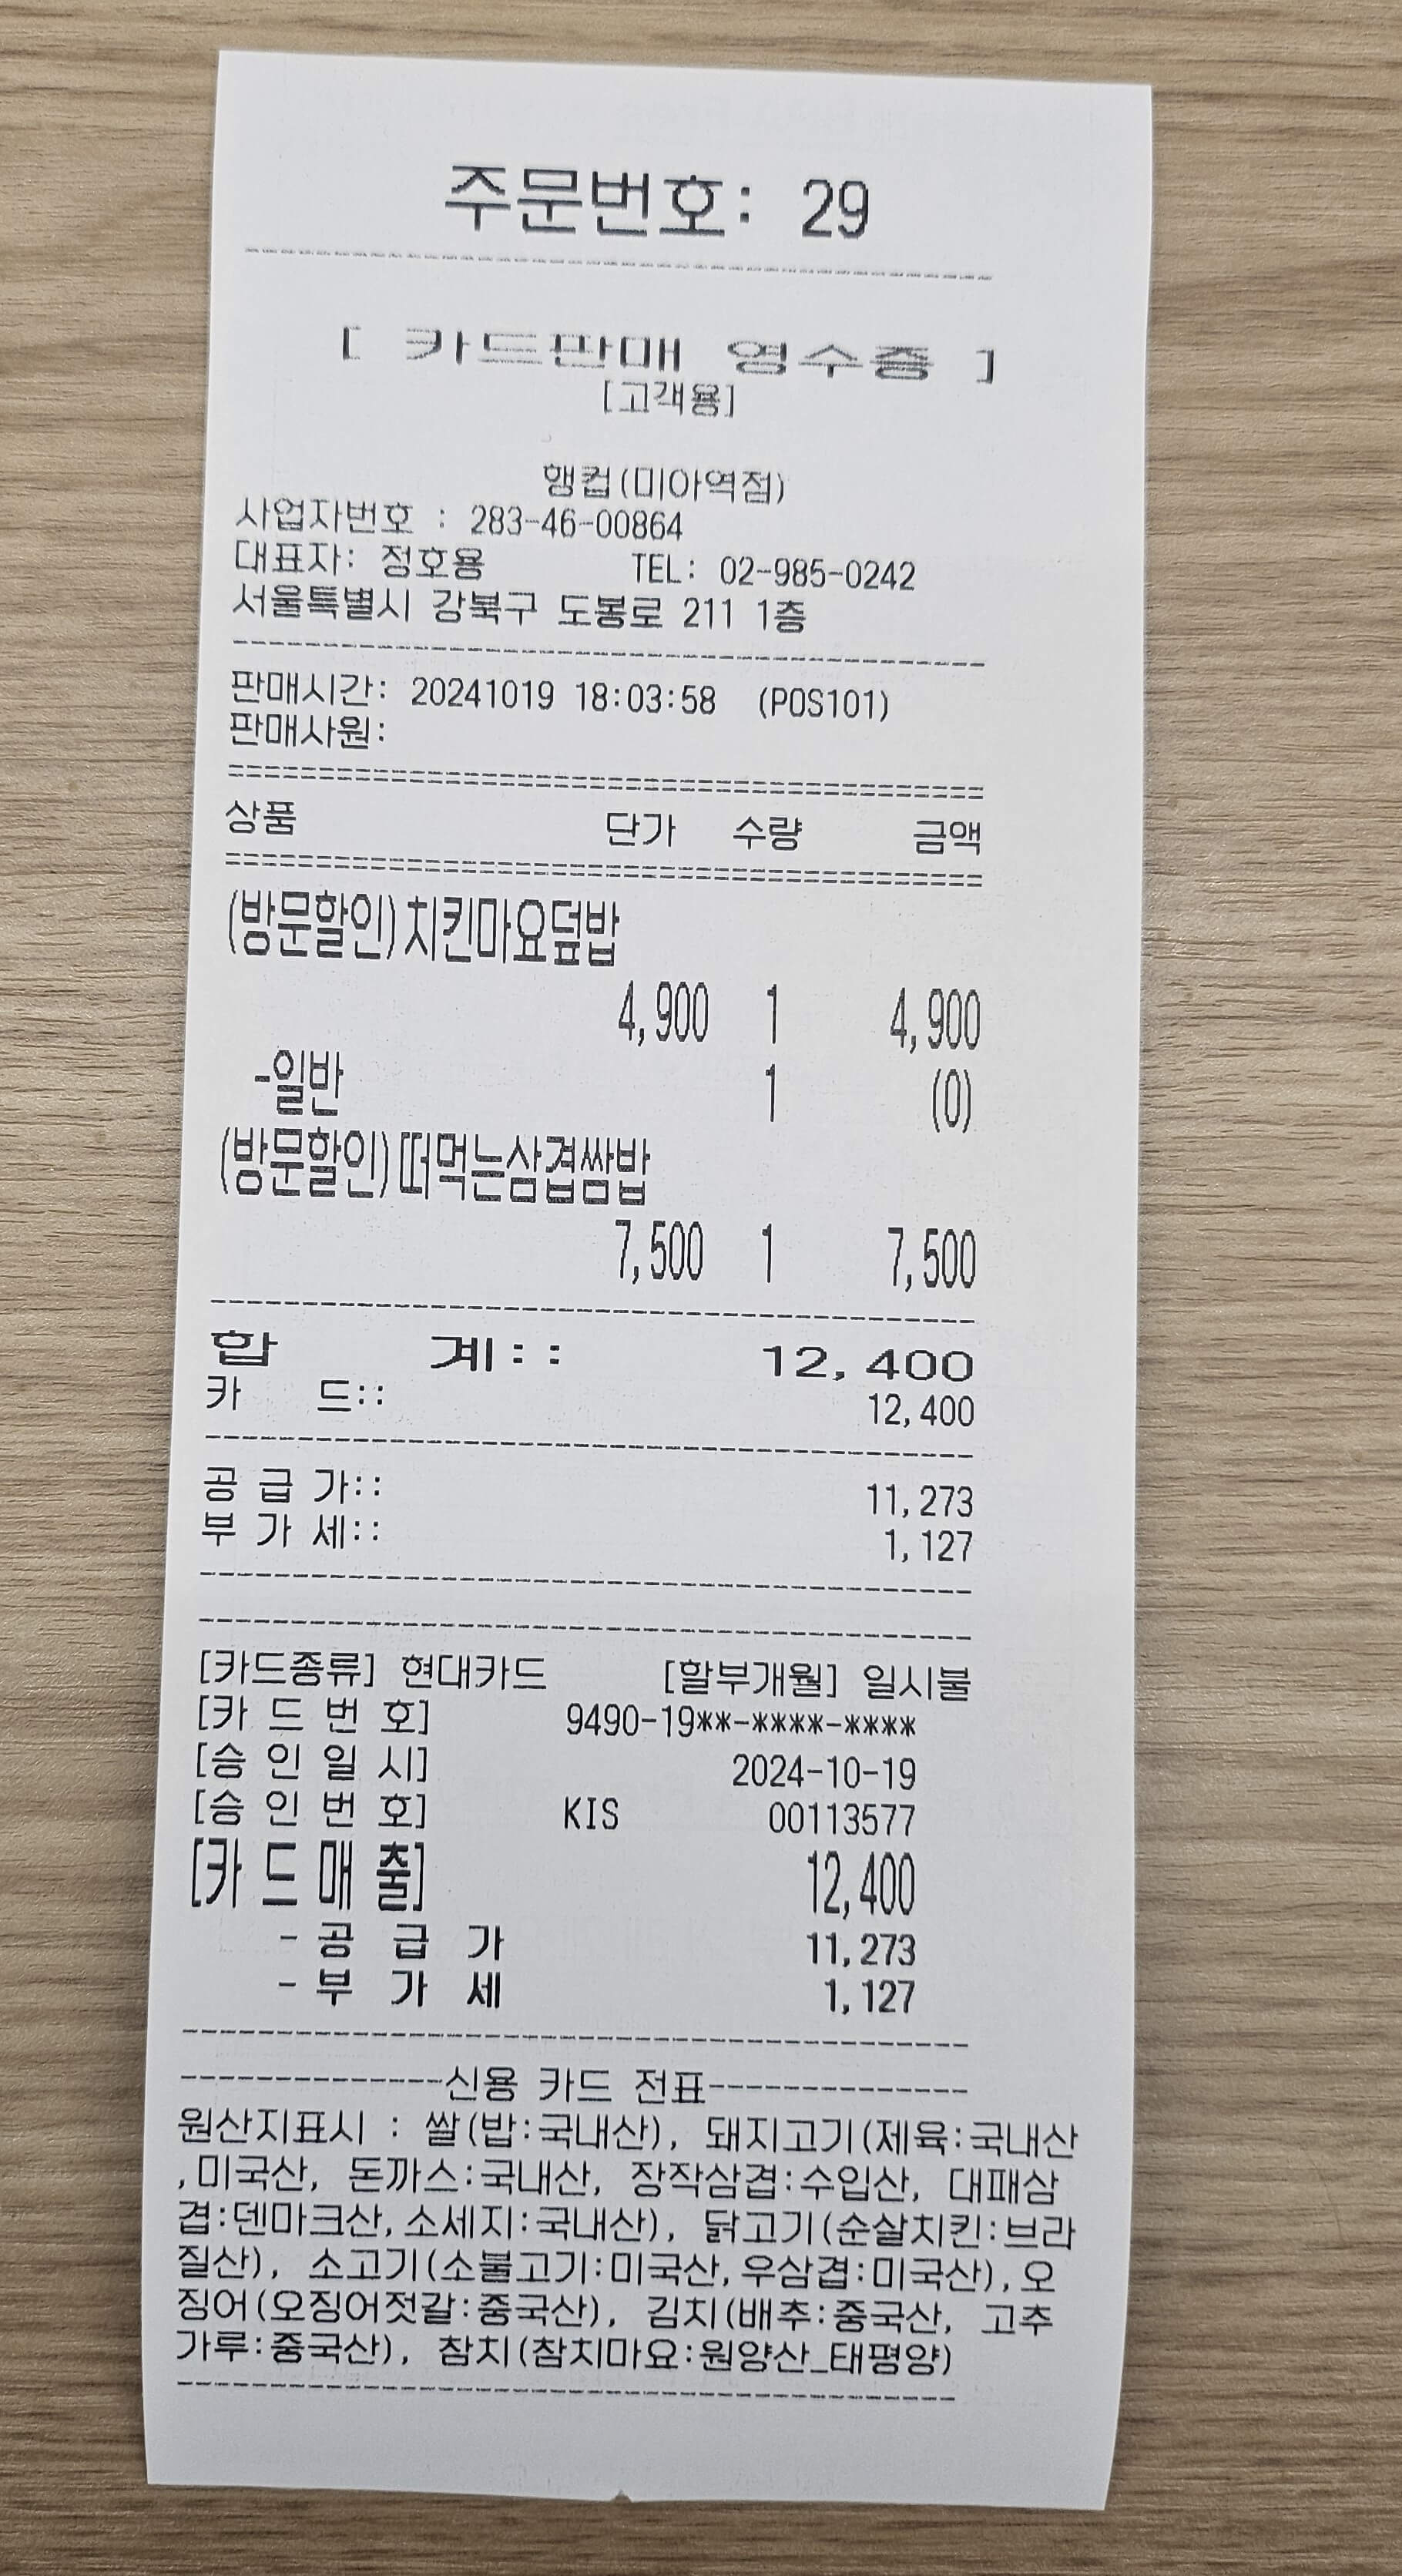 주문번호: 29
[ 카드판매 영수증 ]
[고객용]
행컵(미아역점)
사업자번호 : 283-46-00864
대표자: 정호용 TEL: 02-985-0242
서울특별시 강북구 도봉로 211 1층
판매시간: 20241019 18:03:58 (POS101)
판매사원:
상품 단가 수량 금액
(방문할인)치킨마요덮밥
4,900 1 4,900
-일반 1 (0)
(방문할인)떠먹는삼겹쌈밥
7,500 1 7,500
합 계:: 12,400
카 드:: 12,400
공 급 가:: 11,273
부 가 세:: 1,127
[카드종류] 현대카드 [할부개월] 일시불
[카 드 번 호] 9490-19**-****-****
[승 인 일 시] 2024-10-19
[승 인 번 호] KIS 00113577
[카 드 매 출] 12,400
- 공 급 가 11,273
- 부 가 세 1,127
--------------신용 카드 전표--------------
원산지표시 : 쌀(밥:국내산), 돼지고기(제육:국내산
,미국산, 돈까스:국내산, 장작삼겹:수입산, 대패삼
겹:덴마크산,소세지:국내산), 닭고기(순살치킨:브라
질산), 소고기(소불고기:미국산,우삼겹:미국산),오
징어(오징어젓갈:중국산), 김치(배추:중국산, 고추
가루:중국산), 참치(참치마요:원양산_태평양)